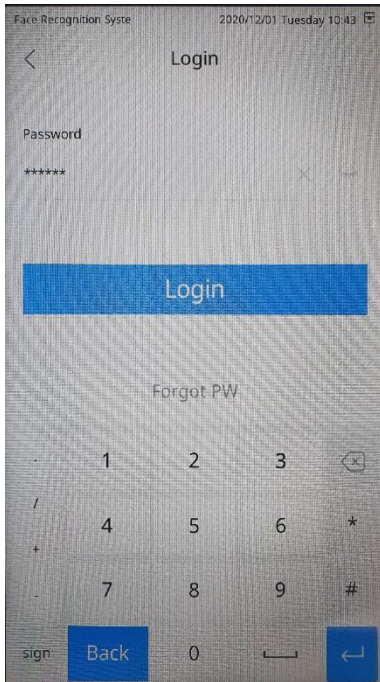 Face Recognition Syste 2020/12/01 Tuesday 10:43
Login
Password
******
Login
Forgot PW
. 1 2 3
/
4 5 6 *
+
- 7 8 9 #
sign Back 0